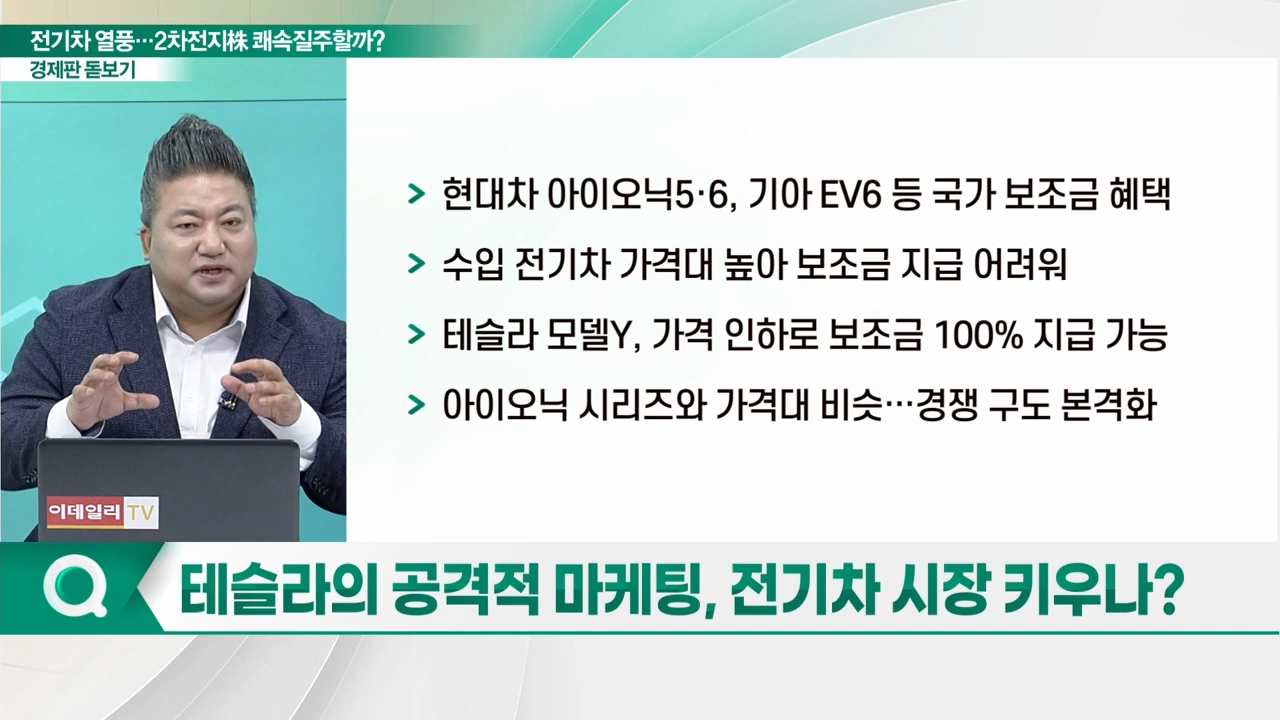 전기차 열풍…2차전지株 쾌속질주할까?
경제판 돋보기
> 현대차 아이오닉5·6, 기아 EV6 등 국가 보조금 혜택
> 수입 전기차 가격대 높아 보조금 지급 어려워
> 테슬라 모델Y, 가격 인하로 보조금 100% 지급 가능
> 아이오닉 시리즈와 가격대 비슷…경쟁 구도 본격화
이데일리 TV
테슬라의 공격적 마케팅, 전기차 시장 키우나?